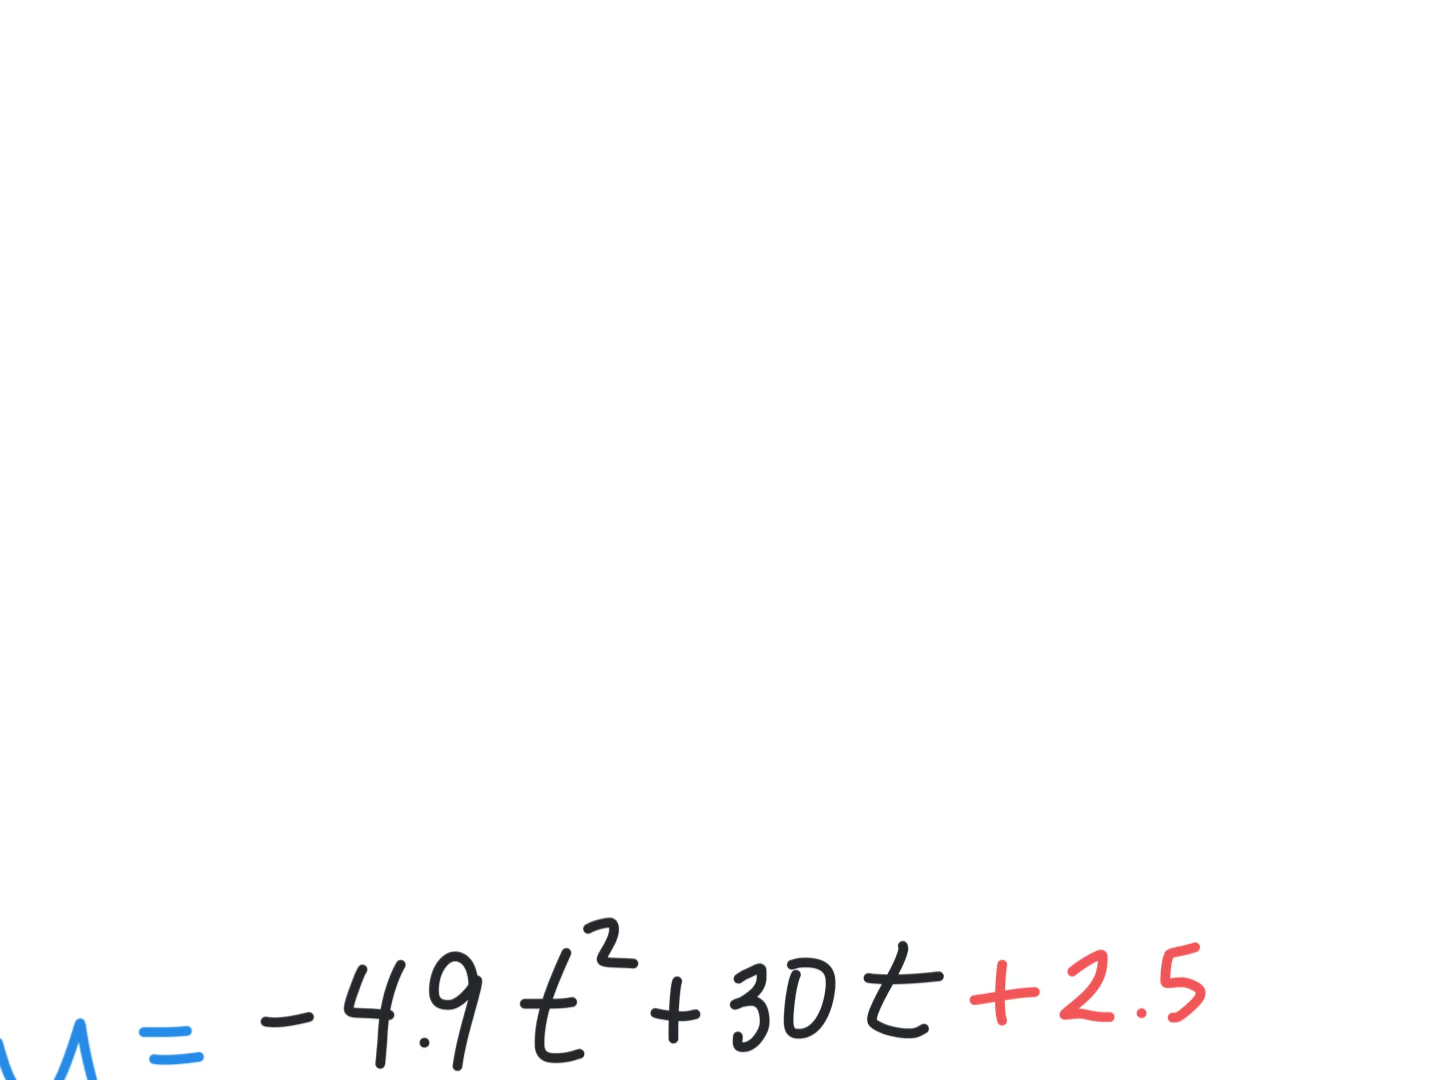 = -4.9t² + 30t + 2.5